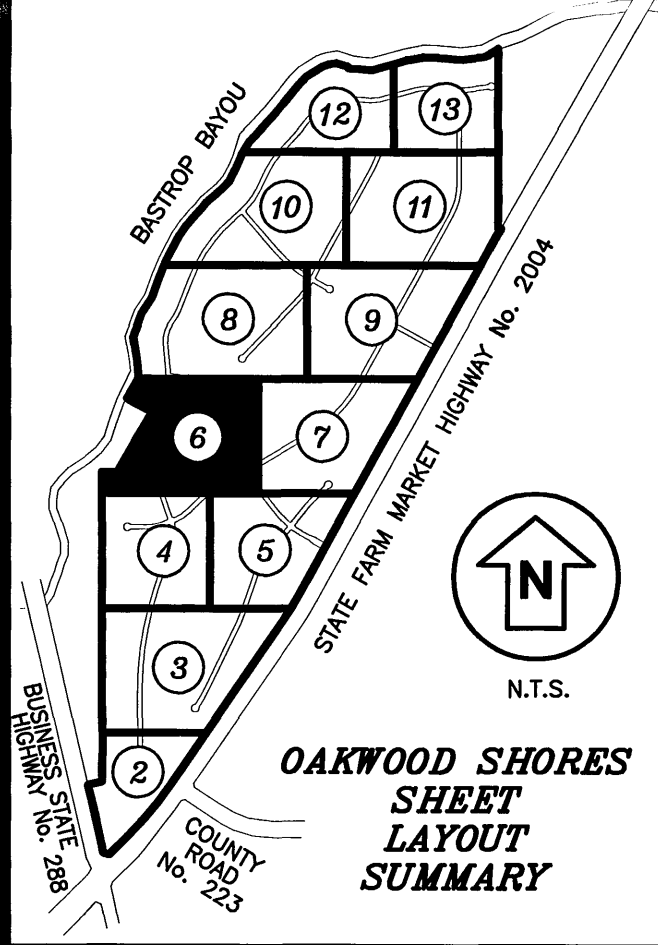 12
13
BASTROP BAYOU
10
11
8
9
STATE FARM MARKET HIGHWAY No. 2004
6
7
4
5
N
3
N.T.S.
BUSINESS STATE
HIGHWAY No. 288
2
COUNTY
ROAD
No. 223
OAKWOOD SHORES
SHEET
LAYOUT
SUMMARY